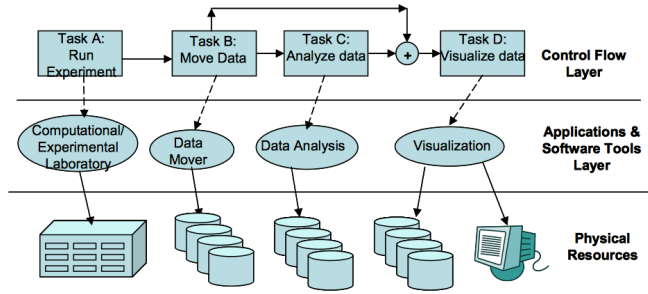 Task A:
Run
Experiment
Task B:
Move Data
Task C:
Analyze data
+
Task D:
Visualize data
Control Flow
Layer
Computational/
Experimental
Laboratory
Data
Mover
Data Analysis
Visualization
Applications &
Software Tools
Layer
Physical
Resources